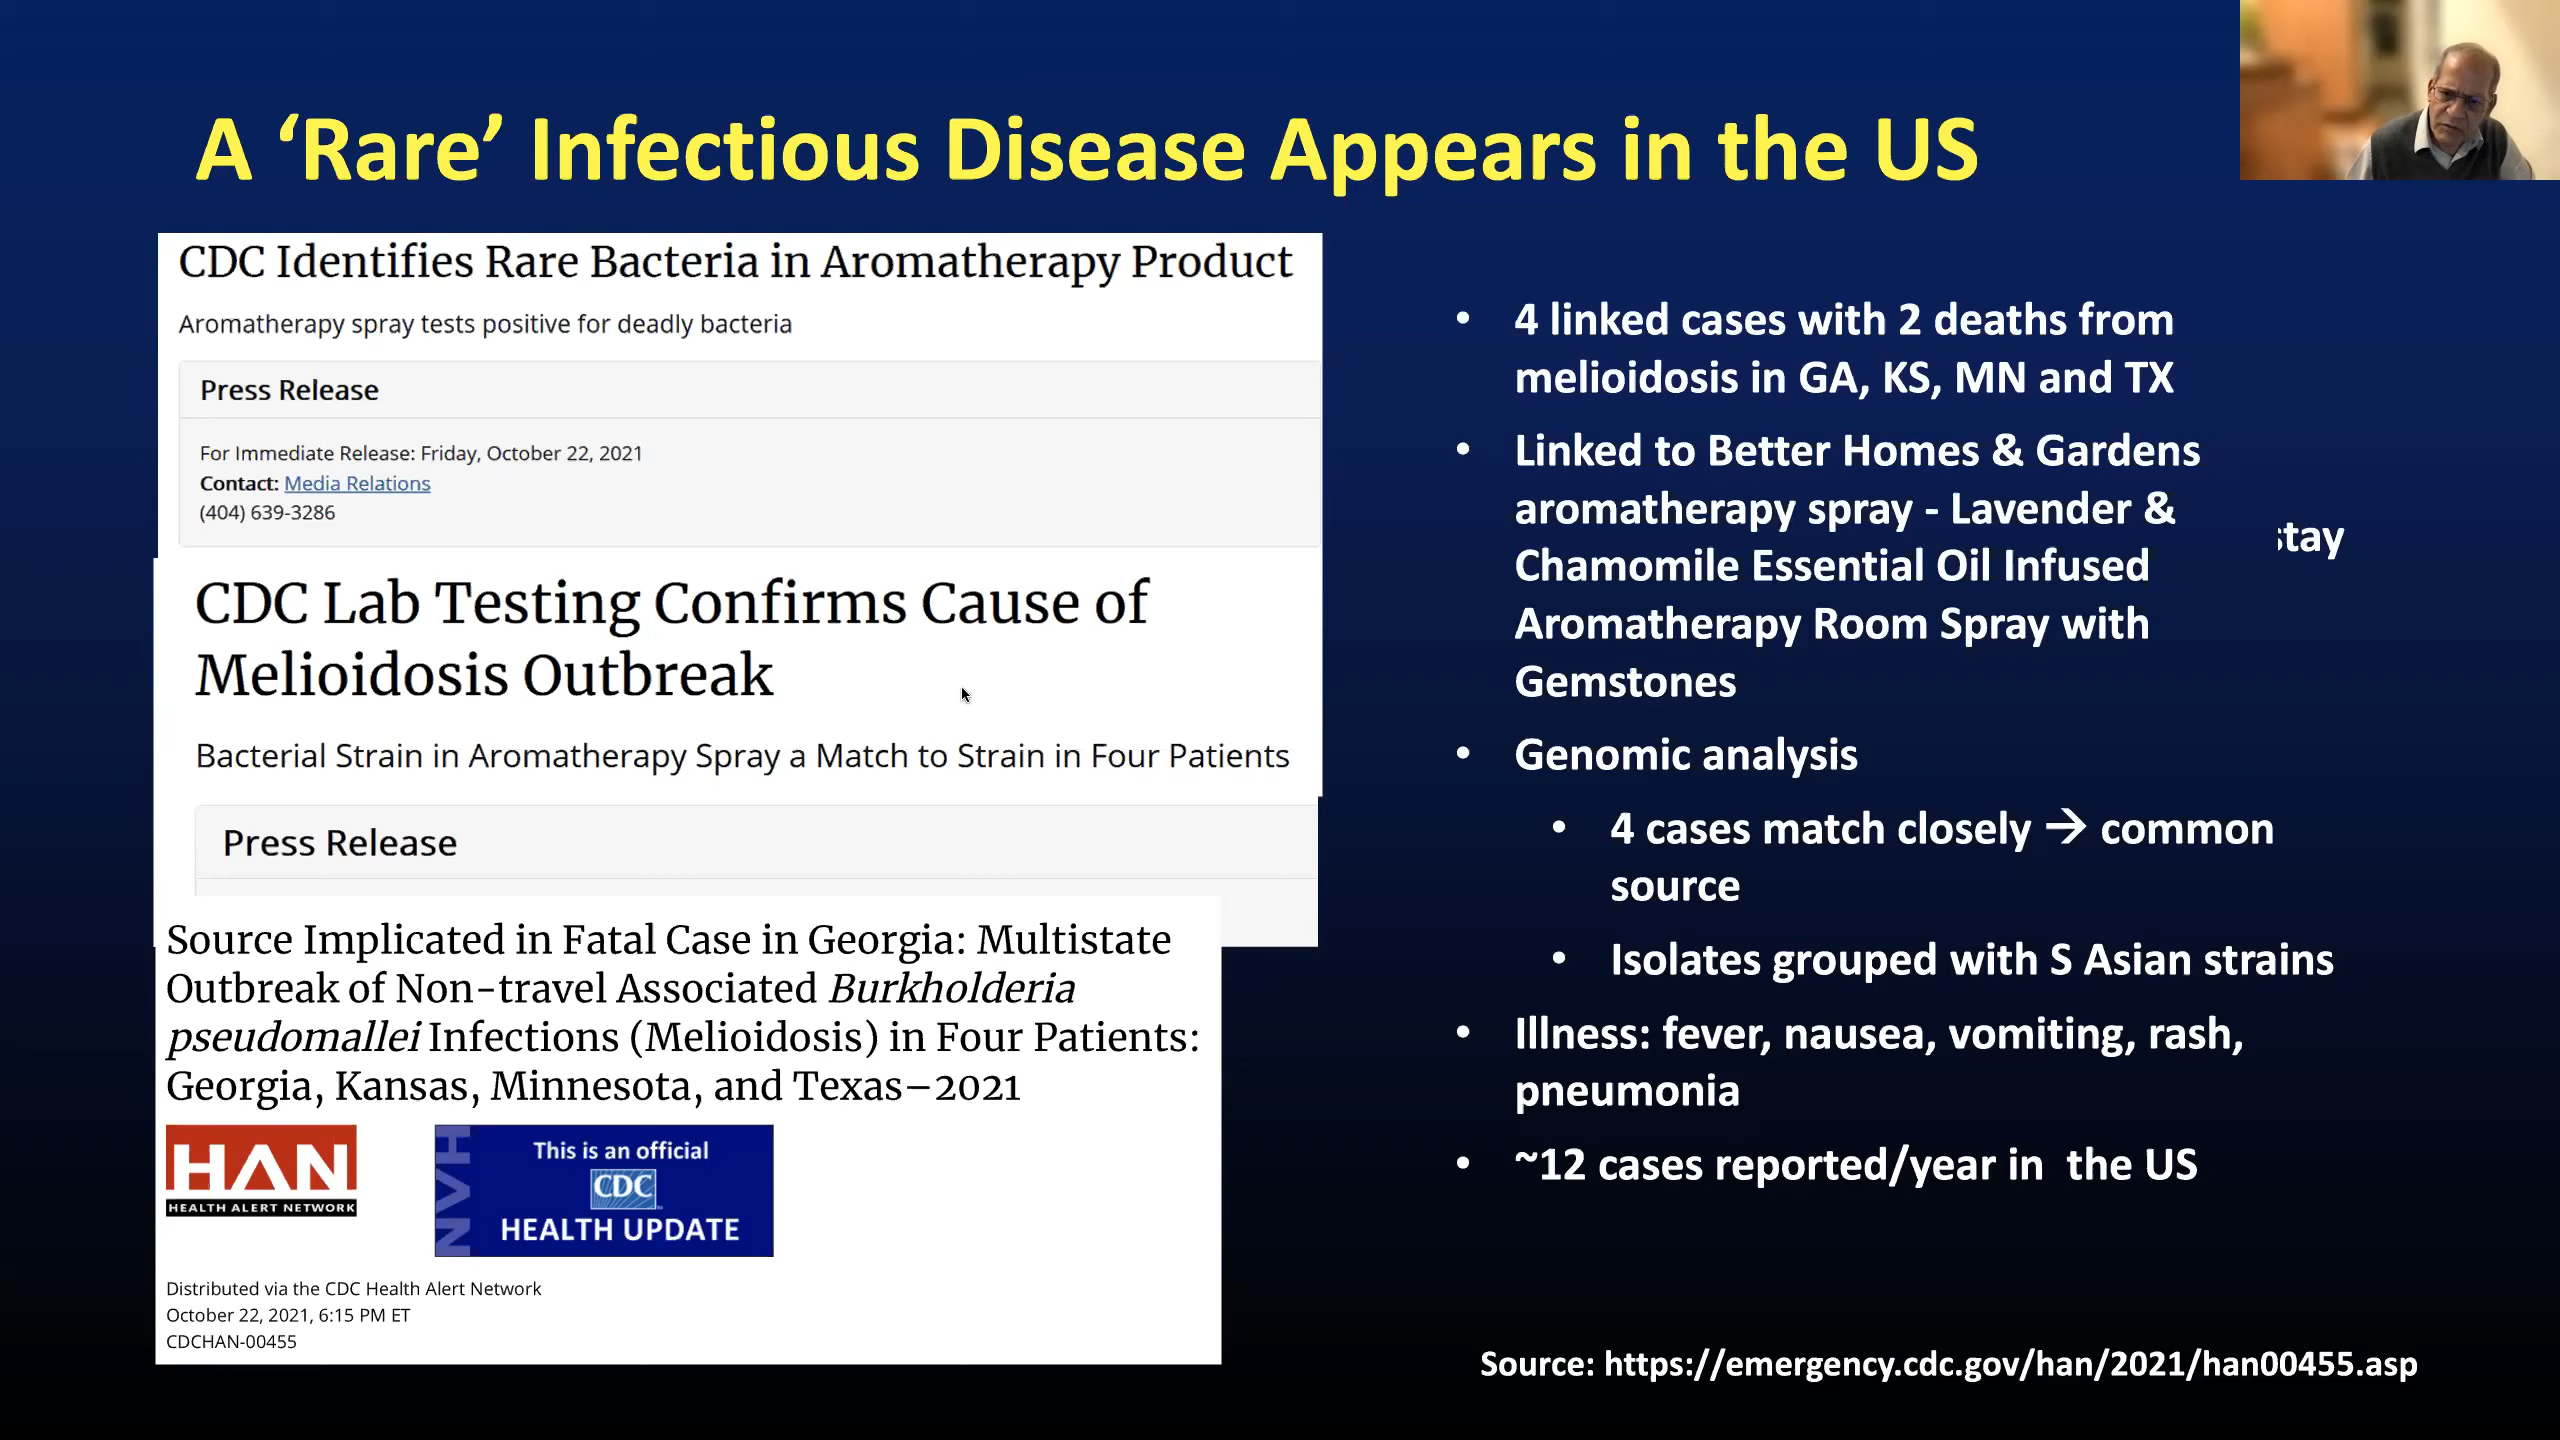 A ‘Rare’ Infectious Disease Appears in the US
CDC Identifies Rare Bacteria in Aromatherapy Product
Aromatherapy spray tests positive for deadly bacteria
Press Release
For Immediate Release: Friday, October 22, 2021
Contact: Media Relations
(404) 639-3286
CDC Lab Testing Confirms Cause of
Melioidosis Outbreak
Bacterial Strain in Aromatherapy Spray a Match to Strain in Four Patients
Press Release
Source Implicated in Fatal Case in Georgia: Multistate
Outbreak of Non-travel Associated Burkholderia
pseudomallei Infections (Melioidosis) in Four Patients:
Georgia, Kansas, Minnesota, and Texas–2021
HAN
HEALTH ALERT NETWORK
HAN
This is an official
CDC
HEALTH UPDATE
Distributed via the CDC Health Alert Network
October 22, 2021, 6:15 PM ET
CDCHAN-00455
• 4 linked cases with 2 deaths from
melioidosis in GA, KS, MN and TX
• Linked to Better Homes & Gardens
aromatherapy spray - Lavender &
Chamomile Essential Oil Infused
Aromatherapy Room Spray with
Gemstones
stay
• Genomic analysis
• 4 cases match closely → common
source
• Isolates grouped with S Asian strains
• Illness: fever, nausea, vomiting, rash,
pneumonia
• ~12 cases reported/year in  the US
Source: https://emergency.cdc.gov/han/2021/han00455.asp